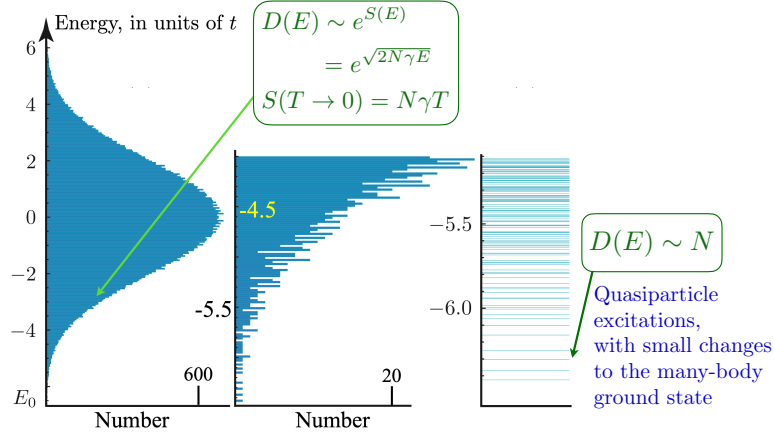 Energy, in units of t
D(E) ∼ e^{S(E)}
= e^{√(2NγE)}
S(T → 0) = NγT
6
4
2
0
−2
−4
E₀
600
Number
-4.5
-5.5
20
Number
−5.5
−6.0
D(E) ∼ N
Quasiparticle
excitations,
with small changes
to the many-body
ground state